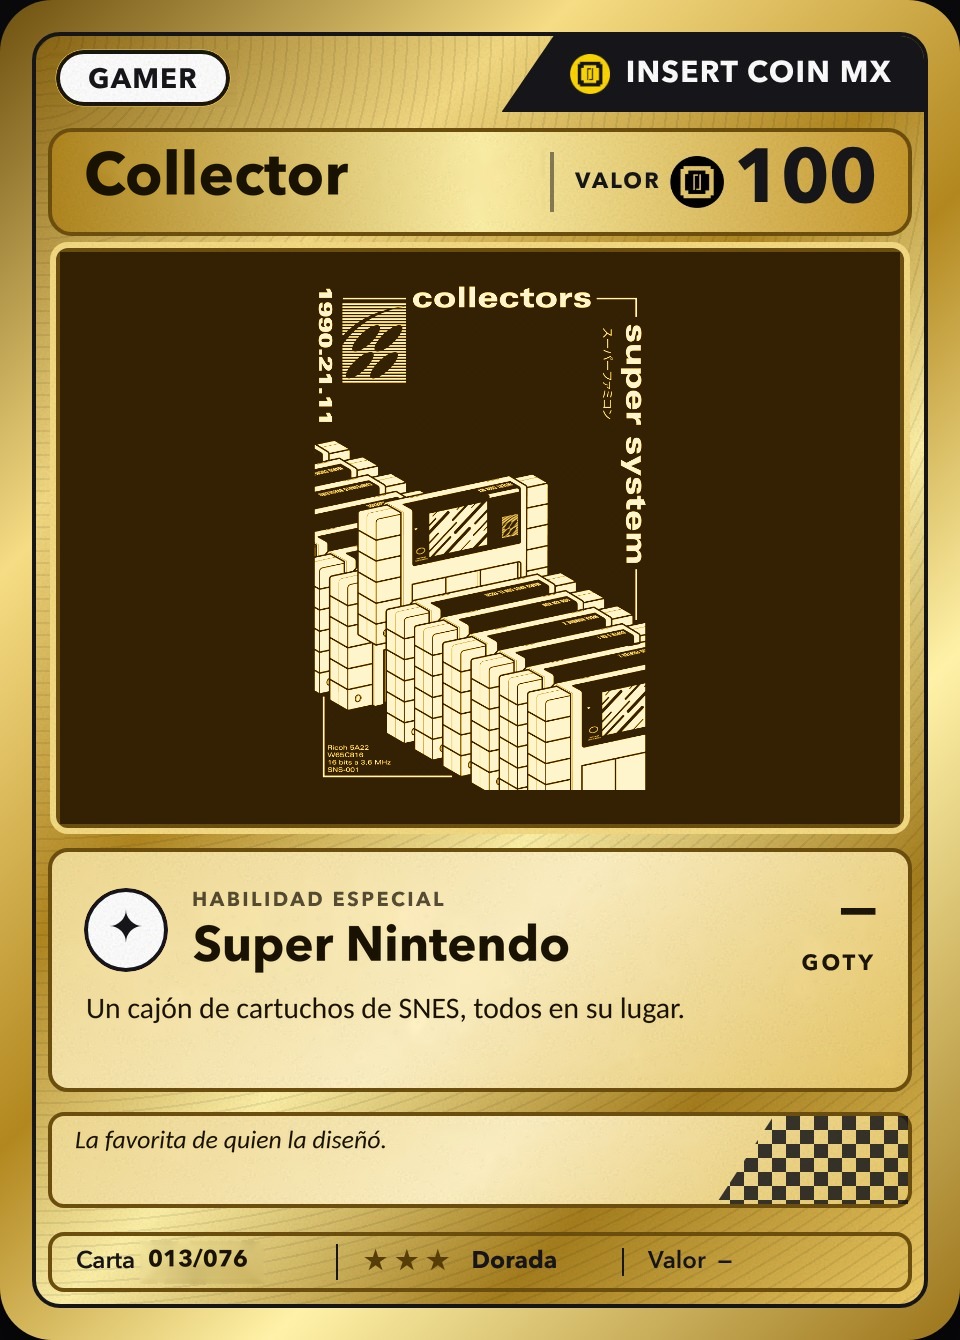 GAMER
INSERT COIN MX
Collector
VALOR 100
collectors
1990.21.11
super system
スーパーファミコン
Ricoh 5A22
W65C816
16 bits a 3.6 MHz
SNS-001
HABILIDAD ESPECIAL
Super Nintendo
–
GOTY
Un cajón de cartuchos de SNES, todos en su lugar.
La favorita de quien la diseñó.
Carta 013/076
★★★ Dorada
Valor –